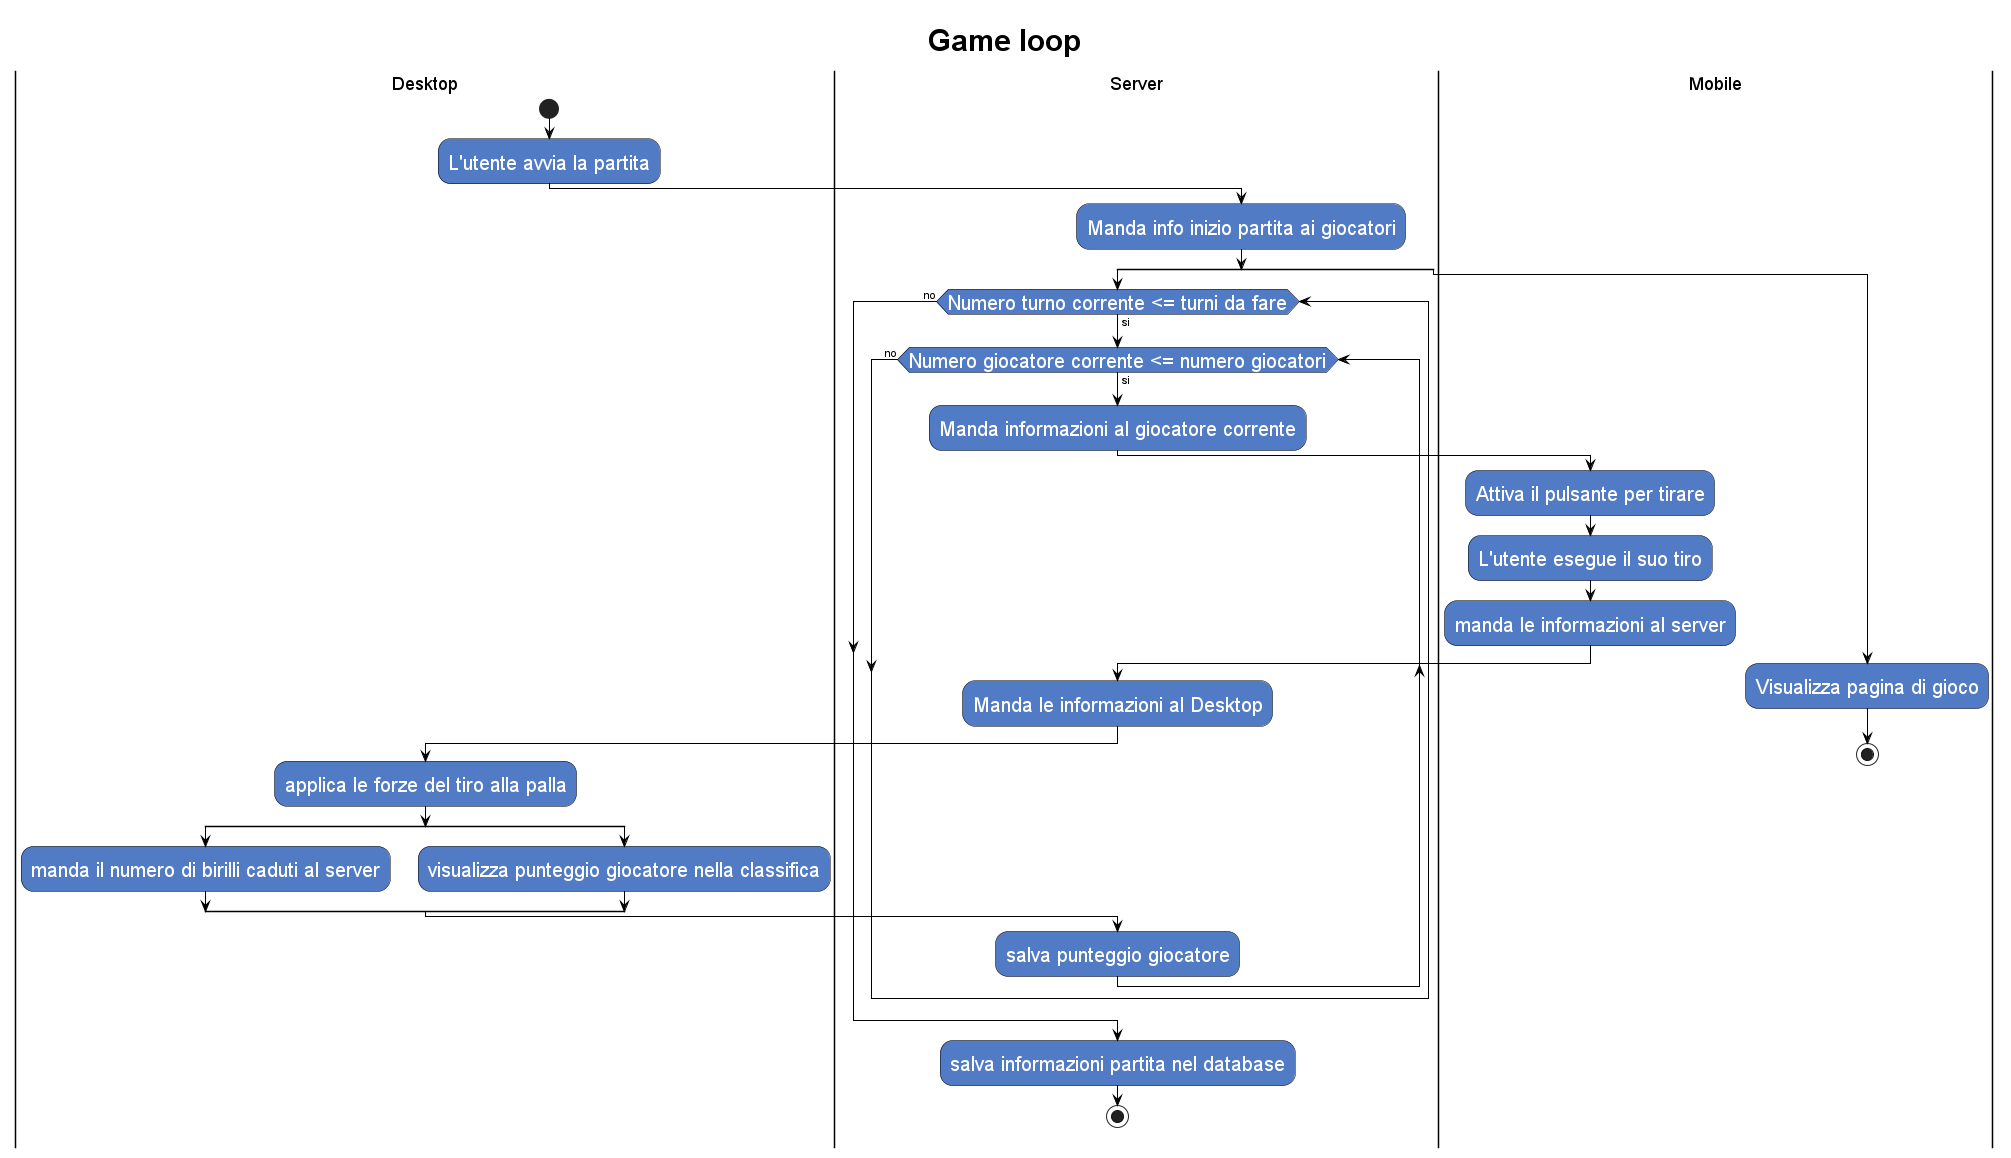 Game loop
Desktop
Server
Mobile
L'utente avvia la partita
Manda info inizio partita ai giocatori
no
Numero turno corrente <= turni da fare
si
no
Numero giocatore corrente <= numero giocatori
si
Manda informazioni al giocatore corrente
Attiva il pulsante per tirare
L'utente esegue il suo tiro
manda le informazioni al server
Visualizza pagina di gioco
Manda le informazioni al Desktop
applica le forze del tiro alla palla
manda il numero di birilli caduti al server
visualizza punteggio giocatore nella classifica
salva punteggio giocatore
salva informazioni partita nel database